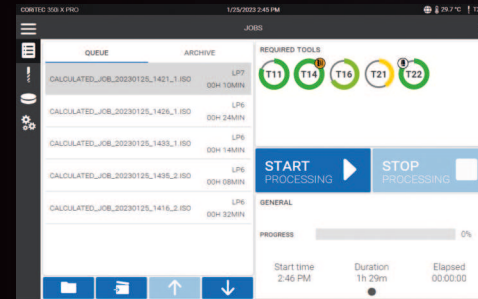 CORITEC 350i X PRO 1/25/2023 2:45 PM 29.7 °C
JOBS
QUEUE ARCHIVE
CALCULATED_JOB_20230125_1421_1.ISO LP7
00H 10MIN
CALCULATED_JOB_20230125_1426_1.ISO LP6
00H 24MIN
CALCULATED_JOB_20230125_1433_1.ISO LP6
00H 14MIN
CALCULATED_JOB_20230125_1435_2.ISO LP6
00H 08MIN
CALCULATED_JOB_20230125_1416_2.ISO LP6
00H 32MIN
REQUIRED TOOLS
T11 T14 T16 T21 T22
START
PROCESSING
STOP
PROCESSING
GENERAL
PROGRESS 0%
Start time Duration Elapsed
2:46 PM 1h 29m 00:00:00